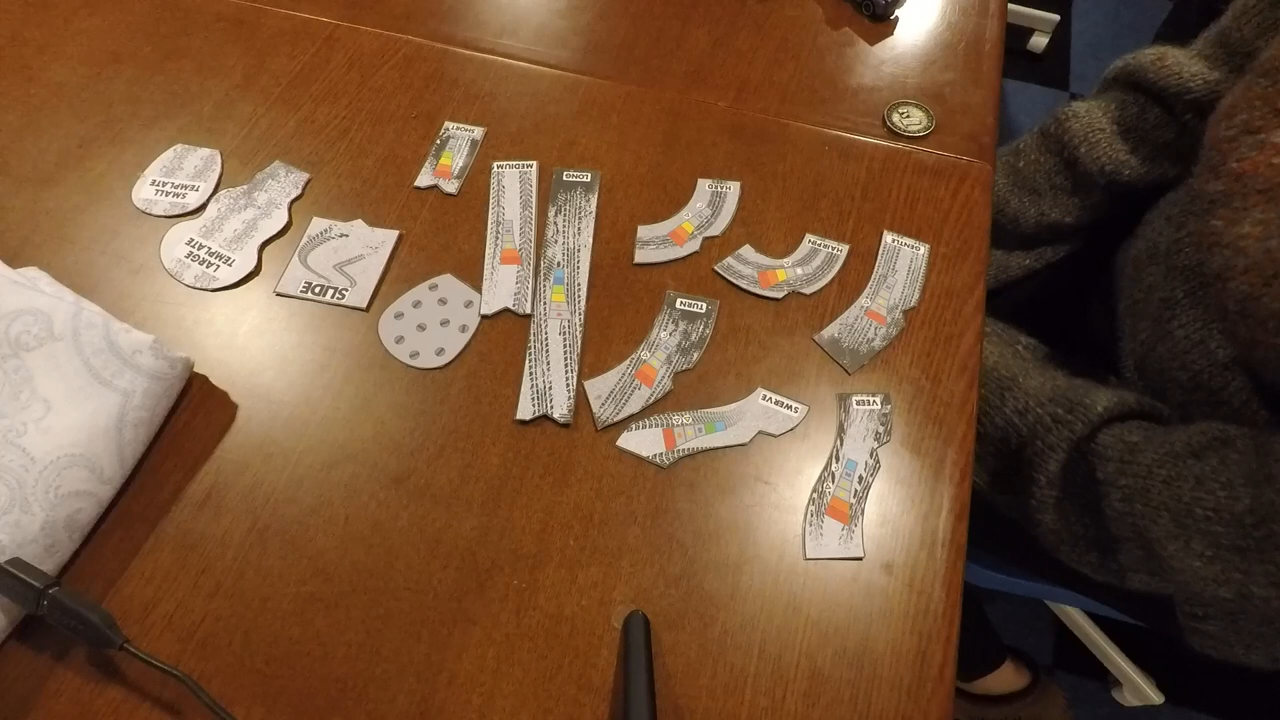 SHORT
SMALL
TEMPLATE
MEDIUM
LONG
HARD
LARGE
TEMPLATE
SLIDE
HAIRPIN
GENTLE
TURN
SWERVE
VEER